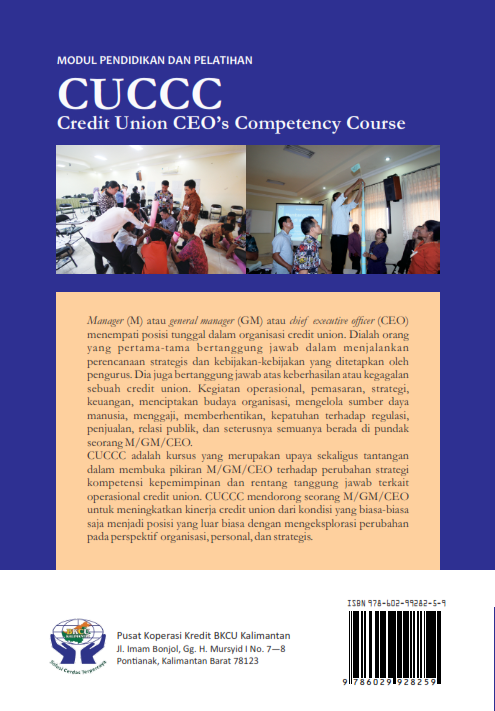 MODUL PENDIDIKAN DAN PELATIHAN
CUCCC
Credit Union CEO's Competency Course
Manager (M) atau general manager (GM) atau chief executive officer (CEO)
menempati posisi tunggal dalam organisasi credit union. Dialah orang
yang pertama-tama bertanggung jawab dalam menjalankan
perencanaan strategis dan kebijakan-kebijakan yang ditetapkan oleh
pengurus. Dia juga bertanggung jawab atas keberhasilan atau kegagalan
sebuah credit union. Kegiatan operasional, pemasaran, strategi,
keuangan, menciptakan budaya organisasi, mengelola sumber daya
manusia, menggaji, memberhentikan, kepatuhan terhadap regulasi,
penjualan, relasi publik, dan seterusnya semuanya berada di pundak
seorang M/GM/CEO.
CUCCC adalah kursus yang merupakan upaya sekaligus tantangan
dalam membuka pikiran M/GM/CEO terhadap perubahan strategi
kompetensi kepemimpinan dan rentang tanggung jawab terkait
operasional credit union. CUCCC mendorong seorang M/GM/CEO
untuk meningkatkan kinerja credit union dari kondisi yang biasa-biasa
saja menjadi posisi yang luar biasa dengan mengeksplorasi perubahan
pada perspektif organisasi, personal, dan strategis.
ISBN 978-602-99282-5-9
BKCU
KALIMANTAN
Solusi Cerdas Terpercaya
Pusat Koperasi Kredit BKCU Kalimantan
Jl. Imam Bonjol, Gg. H. Mursyid I No. 7—8
Pontianak, Kalimantan Barat 78123
9 786029 928259